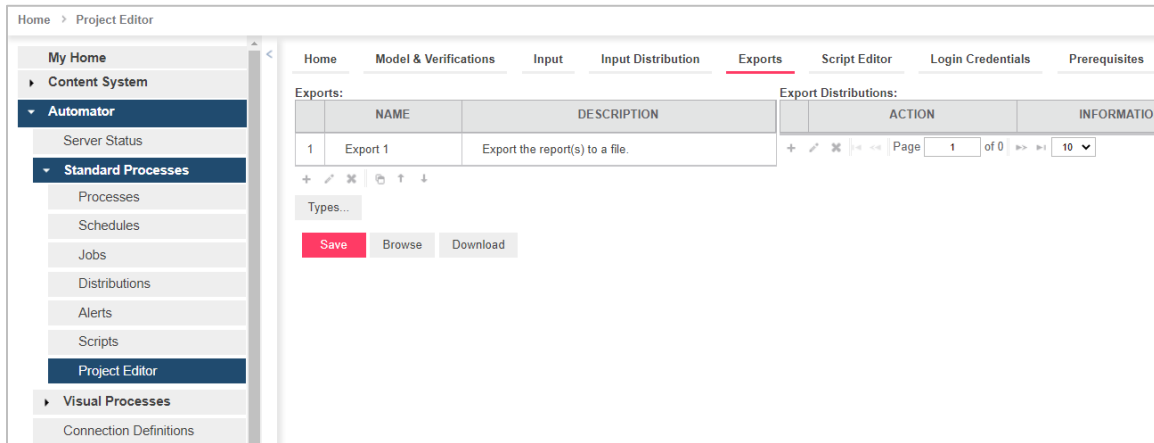 Home > Project Editor
My Home
Content System
Automator
Server Status
Standard Processes
Processes
Schedules
Jobs
Distributions
Alerts
Scripts
Project Editor
Visual Processes
Connection Definitions
<
Home Model & Verifications Input Input Distribution Exports Script Editor Login Credentials Prerequisites
Exports:
NAME DESCRIPTION
1 Export 1 Export the report(s) to a file.
Types...
Save Browse Download
Export Distributions:
ACTION INFORMATIO
Page 1 of 0 10